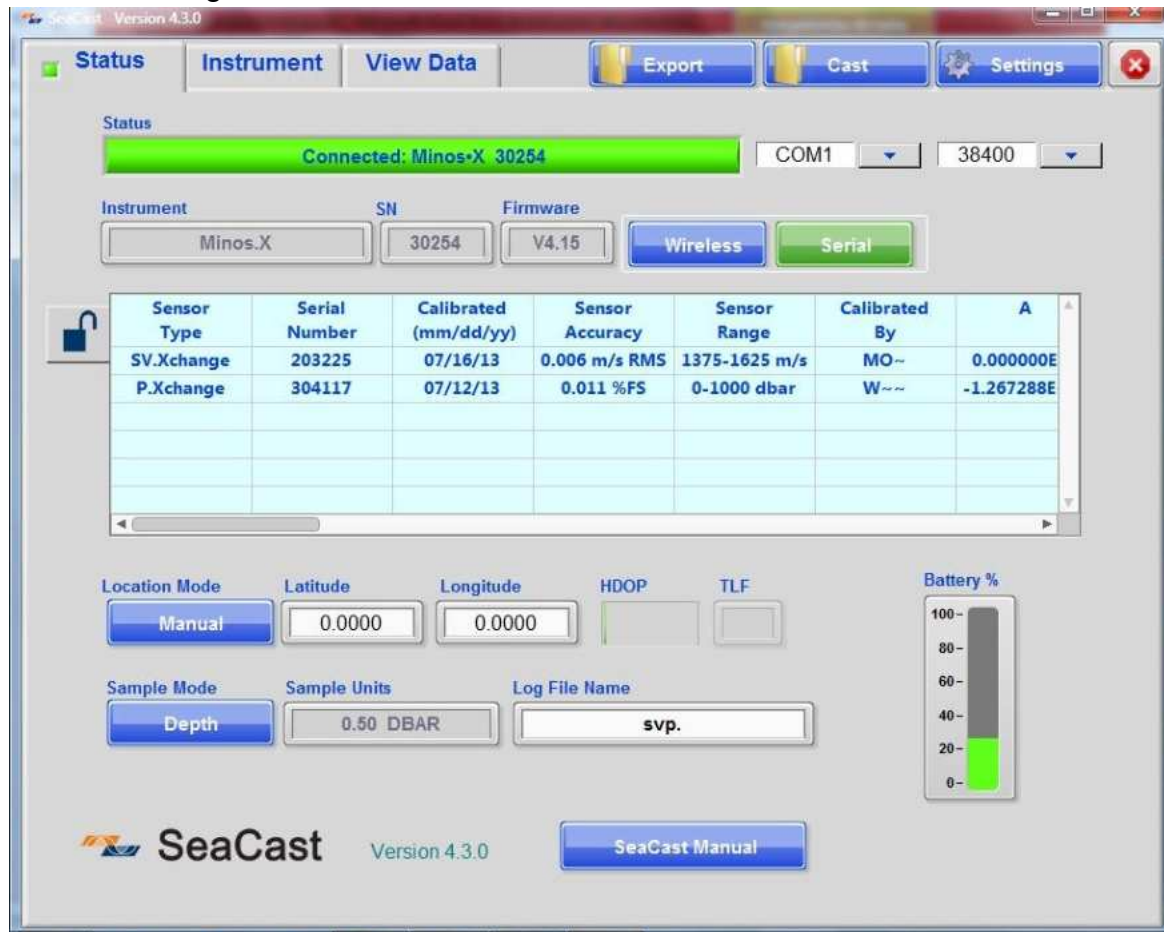 SeaCast Version 4.3.0
Status Instrument View Data Export Cast Settings
Status
Connected: Minos•X 30254 COM1 38400
Instrument SN Firmware
Minos.X 30254 V4.15 Wireless Serial
Sensor Serial Calibrated Sensor Sensor Calibrated A
Type Number (mm/dd/yy) Accuracy Range By
SV.Xchange 203225 07/16/13 0.006 m/s RMS 1375-1625 m/s MO~ 0.000000E
P.Xchange 304117 07/12/13 0.011 %FS 0-1000 dbar W~~ -1.267288E
Location Mode Latitude Longitude HDOP TLF Battery %
Manual 0.0000 0.0000
100-
80-
60-
40-
20-
0-
Sample Mode Sample Units Log File Name
Depth 0.50 DBAR svp.
SeaCast Version 4.3.0 SeaCast Manual